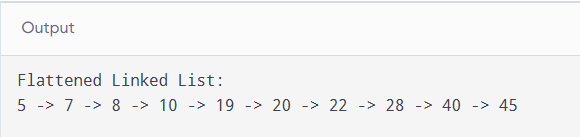 Output
Flattened Linked List:
5 -> 7 -> 8 -> 10 -> 19 -> 20 -> 22 -> 28 -> 40 -> 45